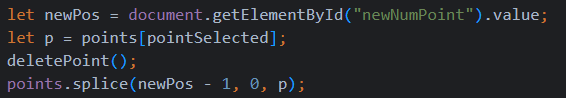 let newPos = document.getElementById("newNumPoint").value;
let p = points[pointSelected];
deletePoint();
points.splice(newPos - 1, 0, p);